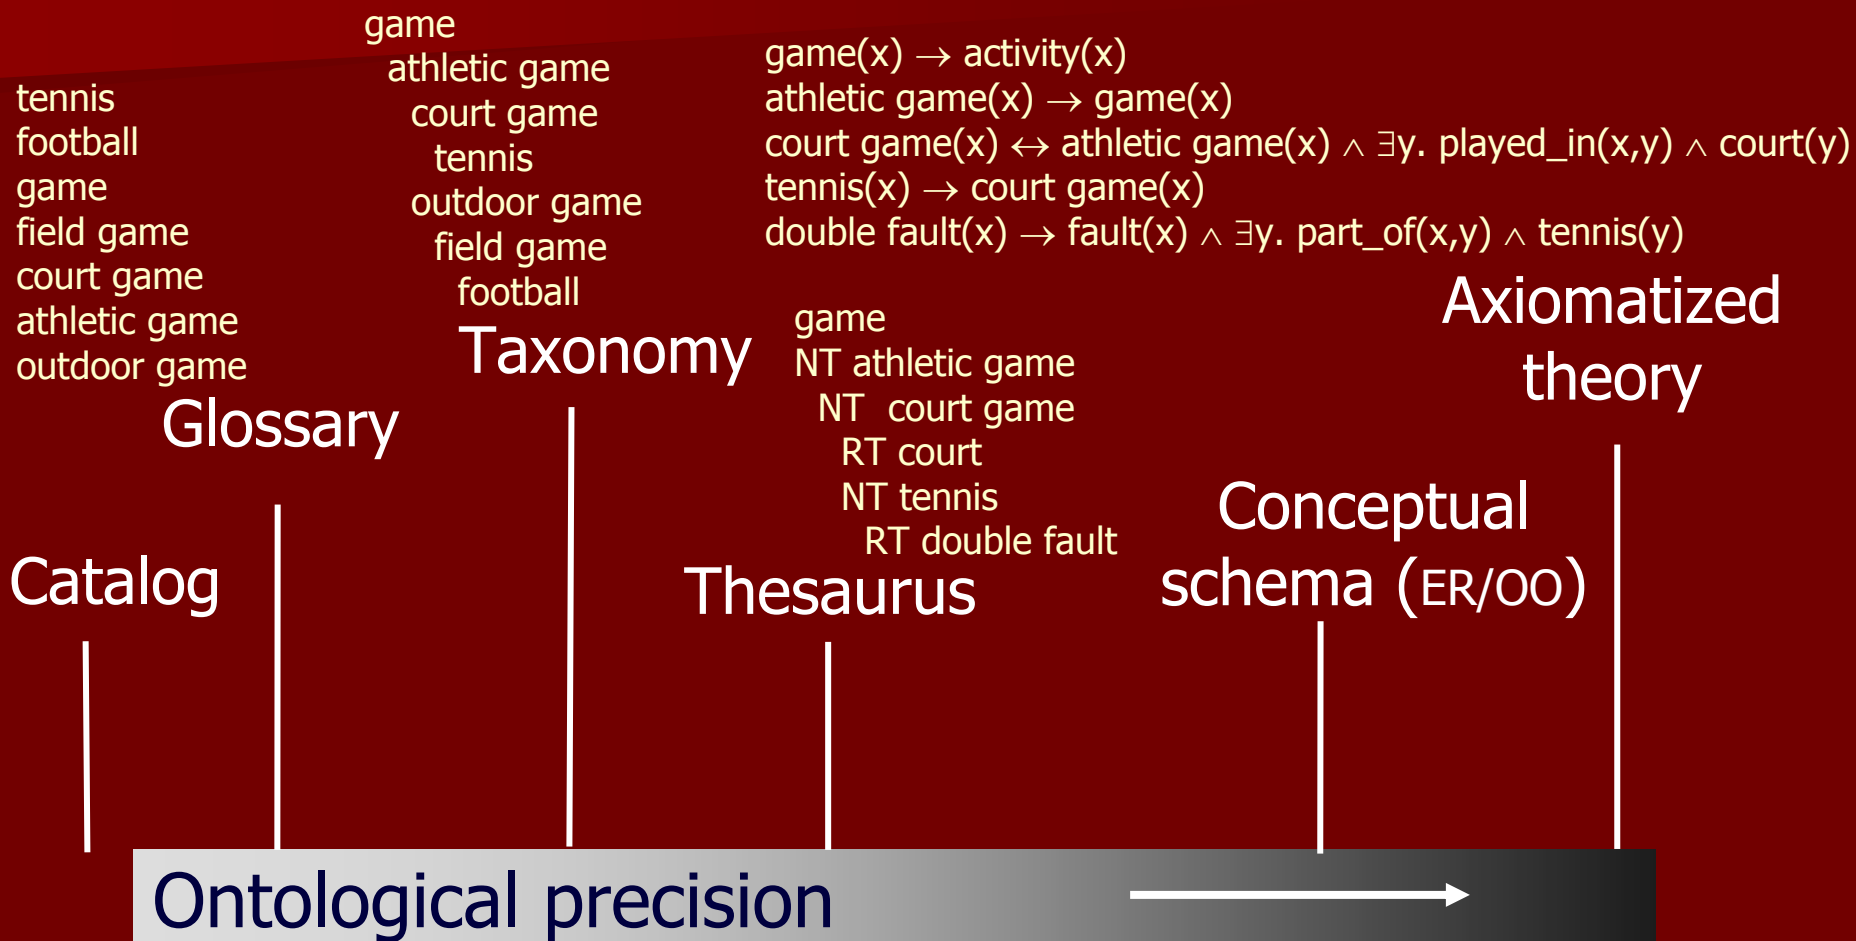 tennis
football
game
field game
court game
athletic game
outdoor game
Glossary
Catalog
game
athletic game
court game
tennis
outdoor game
field game
football
Taxonomy
game(x) → activity(x)
athletic game(x) → game(x)
court game(x) ↔ athletic game(x) ∧ ∃y. played_in(x,y) ∧ court(y)
tennis(x) → court game(x)
double fault(x) → fault(x) ∧ ∃y. part_of(x,y) ∧ tennis(y)
game
NT athletic game
NT court game
RT court
NT tennis
RT double fault
Thesaurus
Axiomatized
theory
Conceptual
schema (ER/OO)
Ontological precision